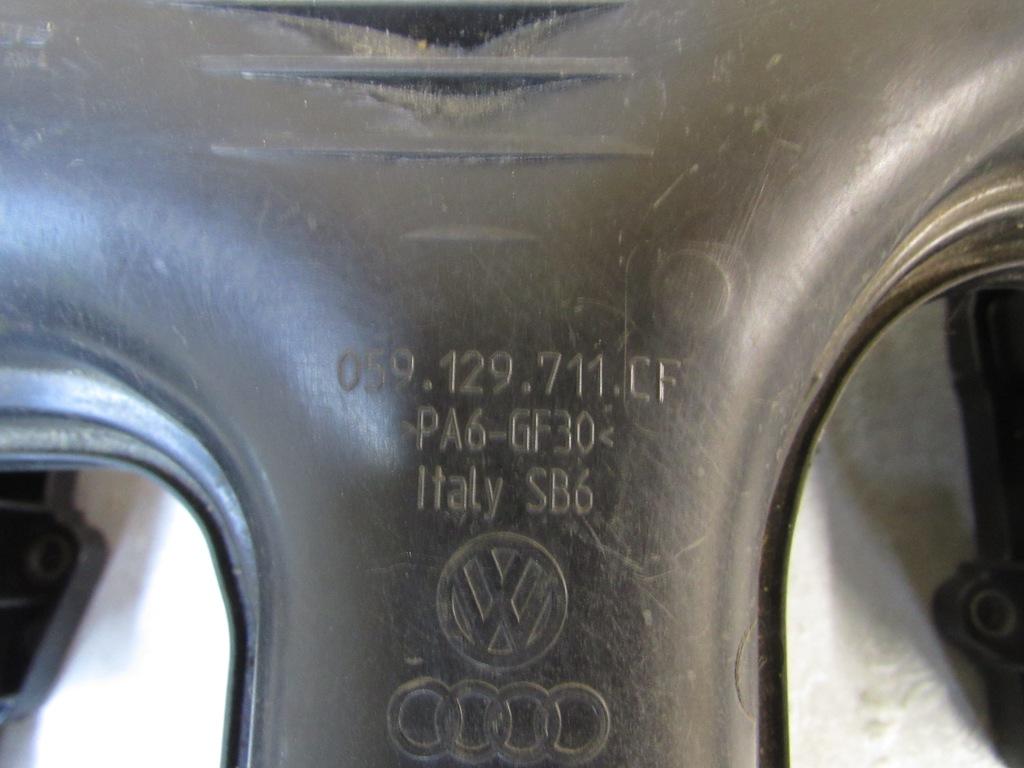 059.129.711.CF
>PA6-GF30<
Italy SB6